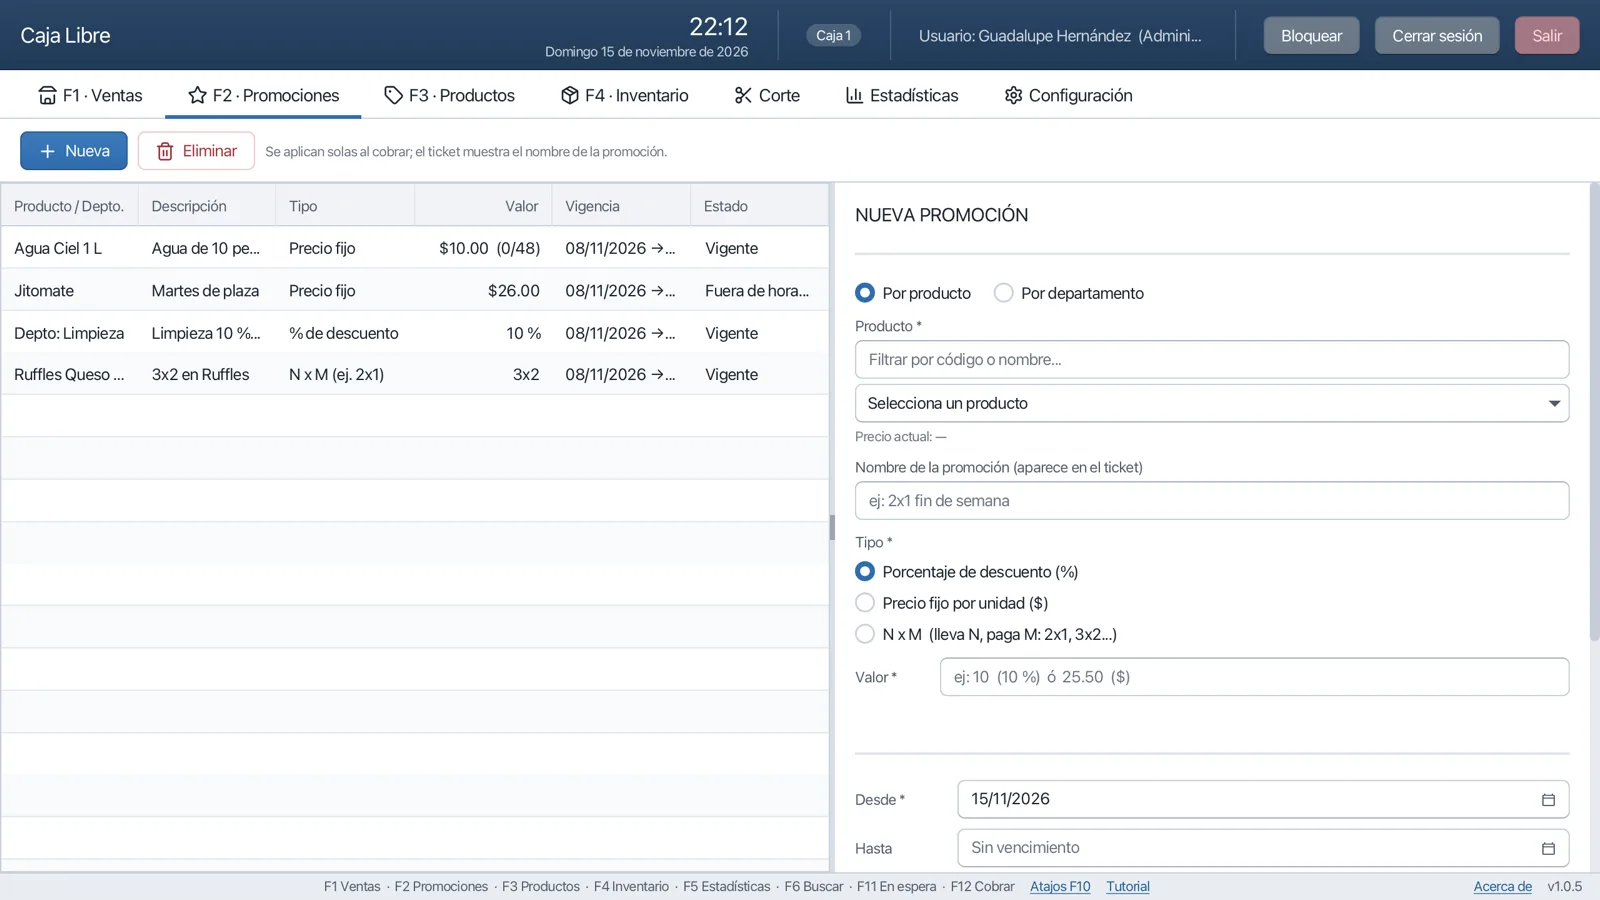 Caja Libre
22:12
Domingo 15 de noviembre de 2026
Caja 1
Usuario: Guadalupe Hernández (Admini...
Bloquear
Cerrar sesión
Salir
F1 · Ventas
F2 · Promociones
F3 · Productos
F4 · Inventario
Corte
Estadísticas
Configuración
Nueva
Eliminar
Se aplican solas al cobrar; el ticket muestra el nombre de la promoción.
Producto / Depto. Descripción Tipo Valor Vigencia Estado
Agua Ciel 1 L Agua de 10 pe... Precio fijo $10.00 (0/48) 08/11/2026 →... Vigente
Jitomate Martes de plaza Precio fijo $26.00 08/11/2026 →... Fuera de hora...
Depto: Limpieza Limpieza 10 %... % de descuento 10 % 08/11/2026 →... Vigente
Ruffles Queso ... 3x2 en Ruffles N x M (ej. 2x1) 3x2 08/11/2026 →... Vigente
NUEVA PROMOCIÓN
Por producto Por departamento
Producto *
Filtrar por código o nombre...
Selecciona un producto
Precio actual: —
Nombre de la promoción (aparece en el ticket)
ej: 2x1 fin de semana
Tipo *
Porcentaje de descuento (%)
Precio fijo por unidad ($)
N x M (lleva N, paga M: 2x1, 3x2...)
Valor * ej: 10 (10 %) ó 25.50 ($)
Desde * 15/11/2026
Hasta Sin vencimiento
F1 Ventas · F2 Promociones · F3 Productos · F4 Inventario · F5 Estadísticas · F6 Buscar · F11 En espera · F12 Cobrar Atajos F10 Tutorial
Acerca de v1.0.5